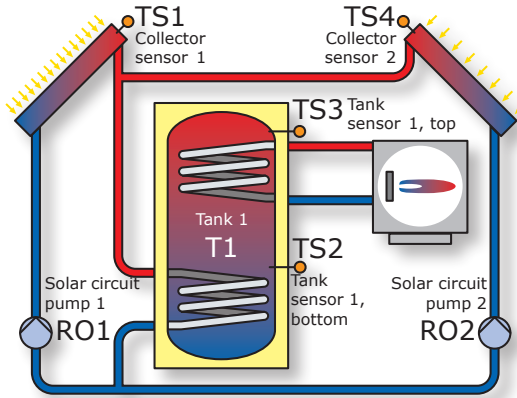 TS1
Collector
sensor 1
TS4
Collector
sensor 2
TS3
Tank
sensor 1, top
Tank 1
T1
TS2
Tank
sensor 1,
bottom
Solar circuit
pump 1
RO1
Solar circuit
pump 2
RO2